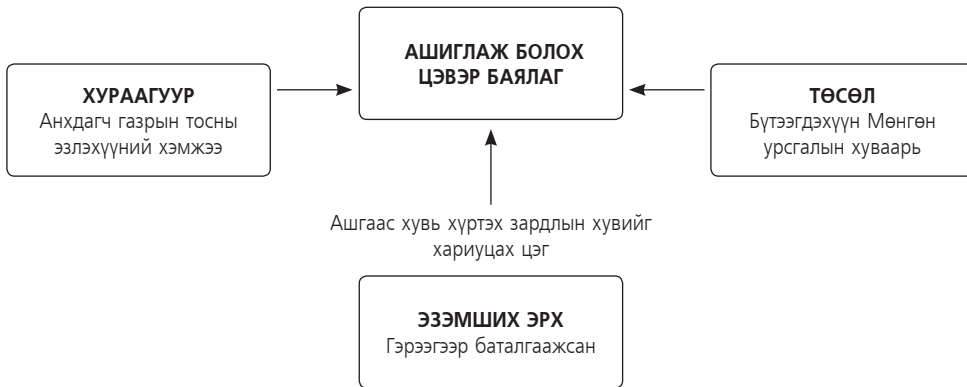 АШИГЛАЖ БОЛОХ
ЦЭВЭР БАЯЛАГ
ХУРААГУУР
Анхдагч газрын тосны
эзлэхүүний хэмжээ
ТӨСӨЛ
Бүтээгдэхүүн Мөнгөн
урсгалын хуваарь
Ашгаас хувь хүртэх зардлын хувийг
хариуцах цэг
ЭЗЭМШИХ ЭРХ
Гэрээгээр баталгаажсан